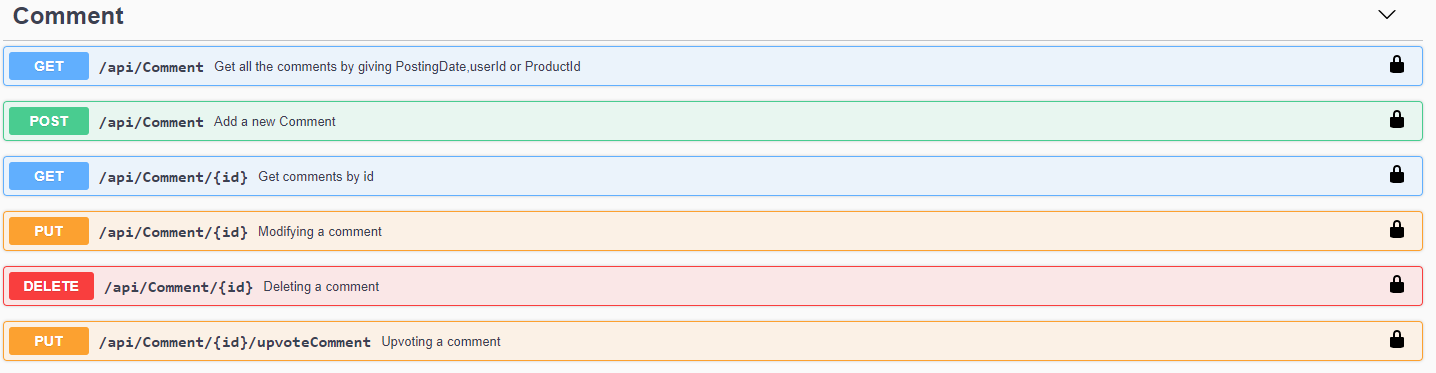 Comment
GET /api/Comment Get all the comments by giving PostingDate,userId or ProductId
POST /api/Comment Add a new Comment
GET /api/Comment/{id} Get comments by id
PUT /api/Comment/{id} Modifying a comment
DELETE /api/Comment/{id} Deleting a comment
PUT /api/Comment/{id}/upvoteComment Upvoting a comment